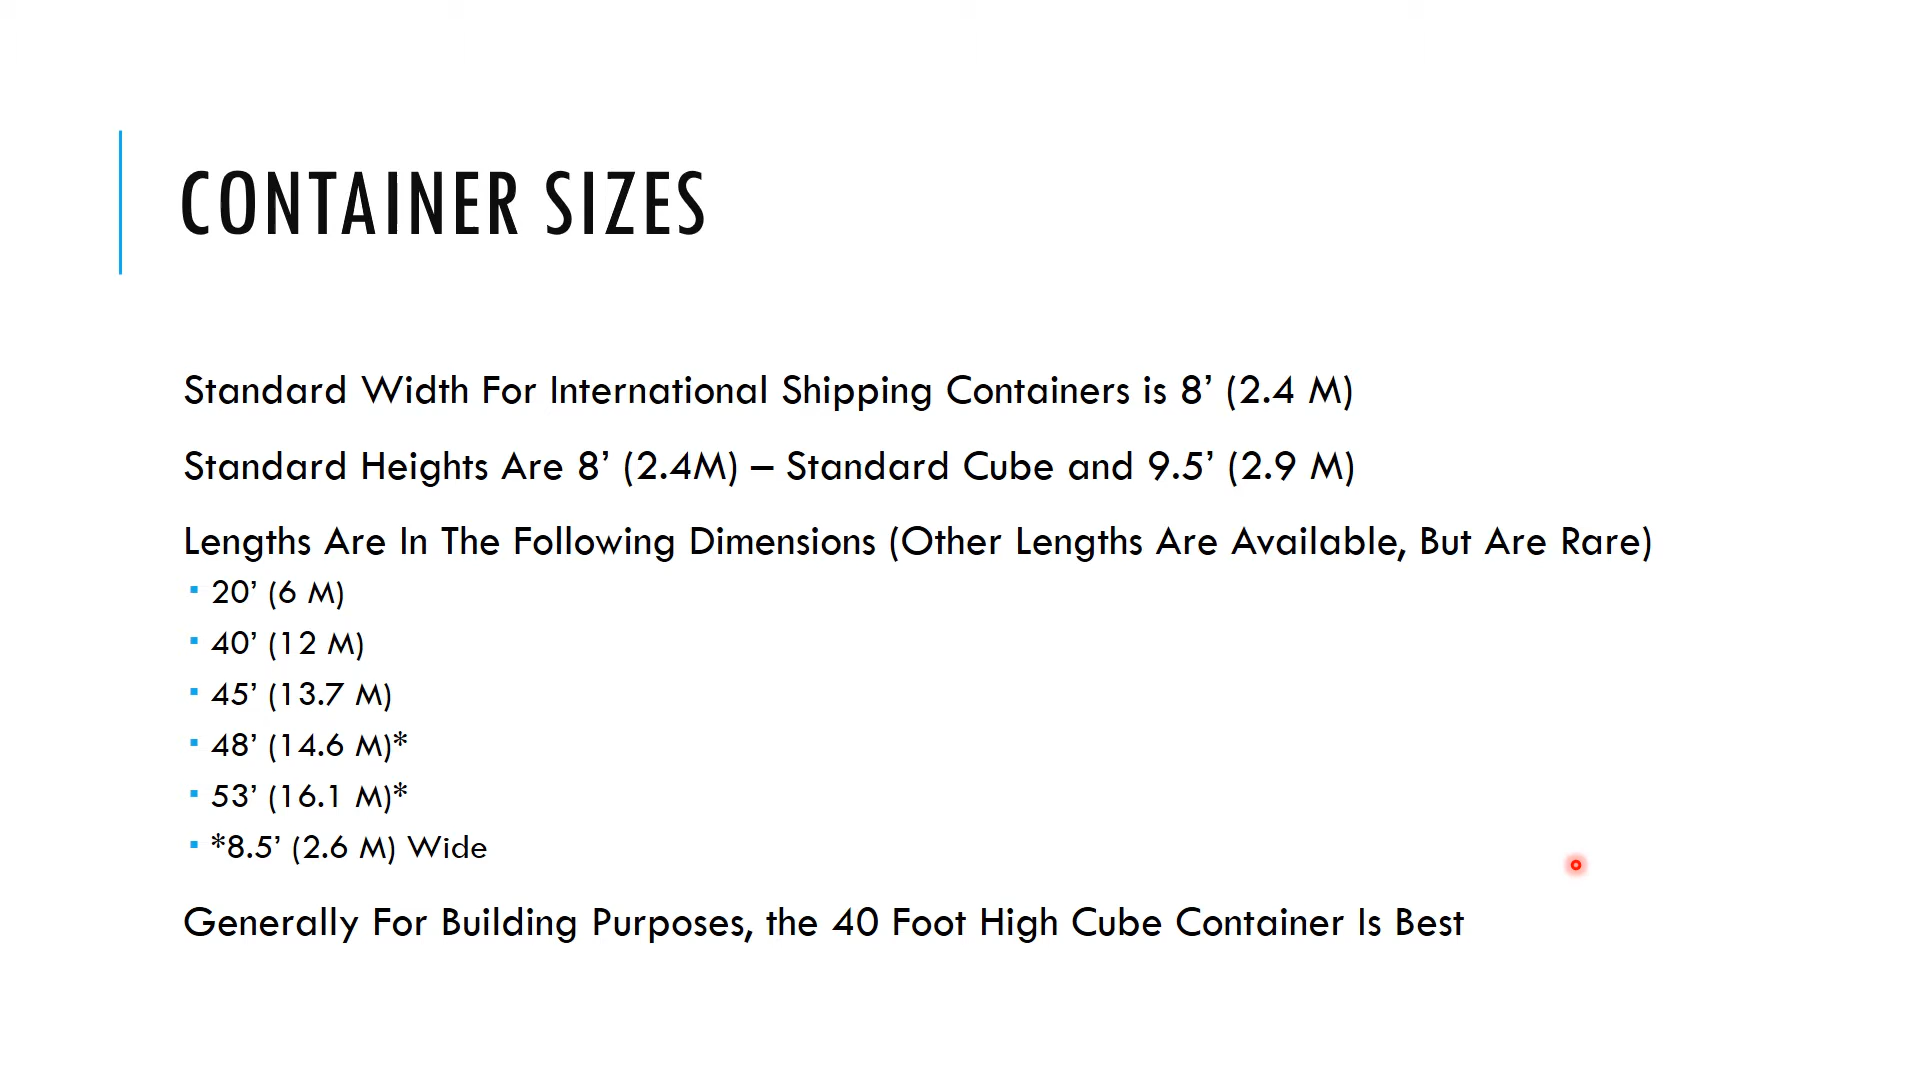 CONTAINER SIZES
Standard Width For International Shipping Containers is 8’ (2.4 M)
Standard Heights Are 8’ (2.4M) – Standard Cube and 9.5’ (2.9 M)
Lengths Are In The Following Dimensions (Other Lengths Are Available, But Are Rare)
▪ 20’ (6 M)
▪ 40’ (12 M)
▪ 45’ (13.7 M)
▪ 48’ (14.6 M)*
▪ 53’ (16.1 M)*
▪ *8.5’ (2.6 M) Wide
Generally For Building Purposes, the 40 Foot High Cube Container Is Best